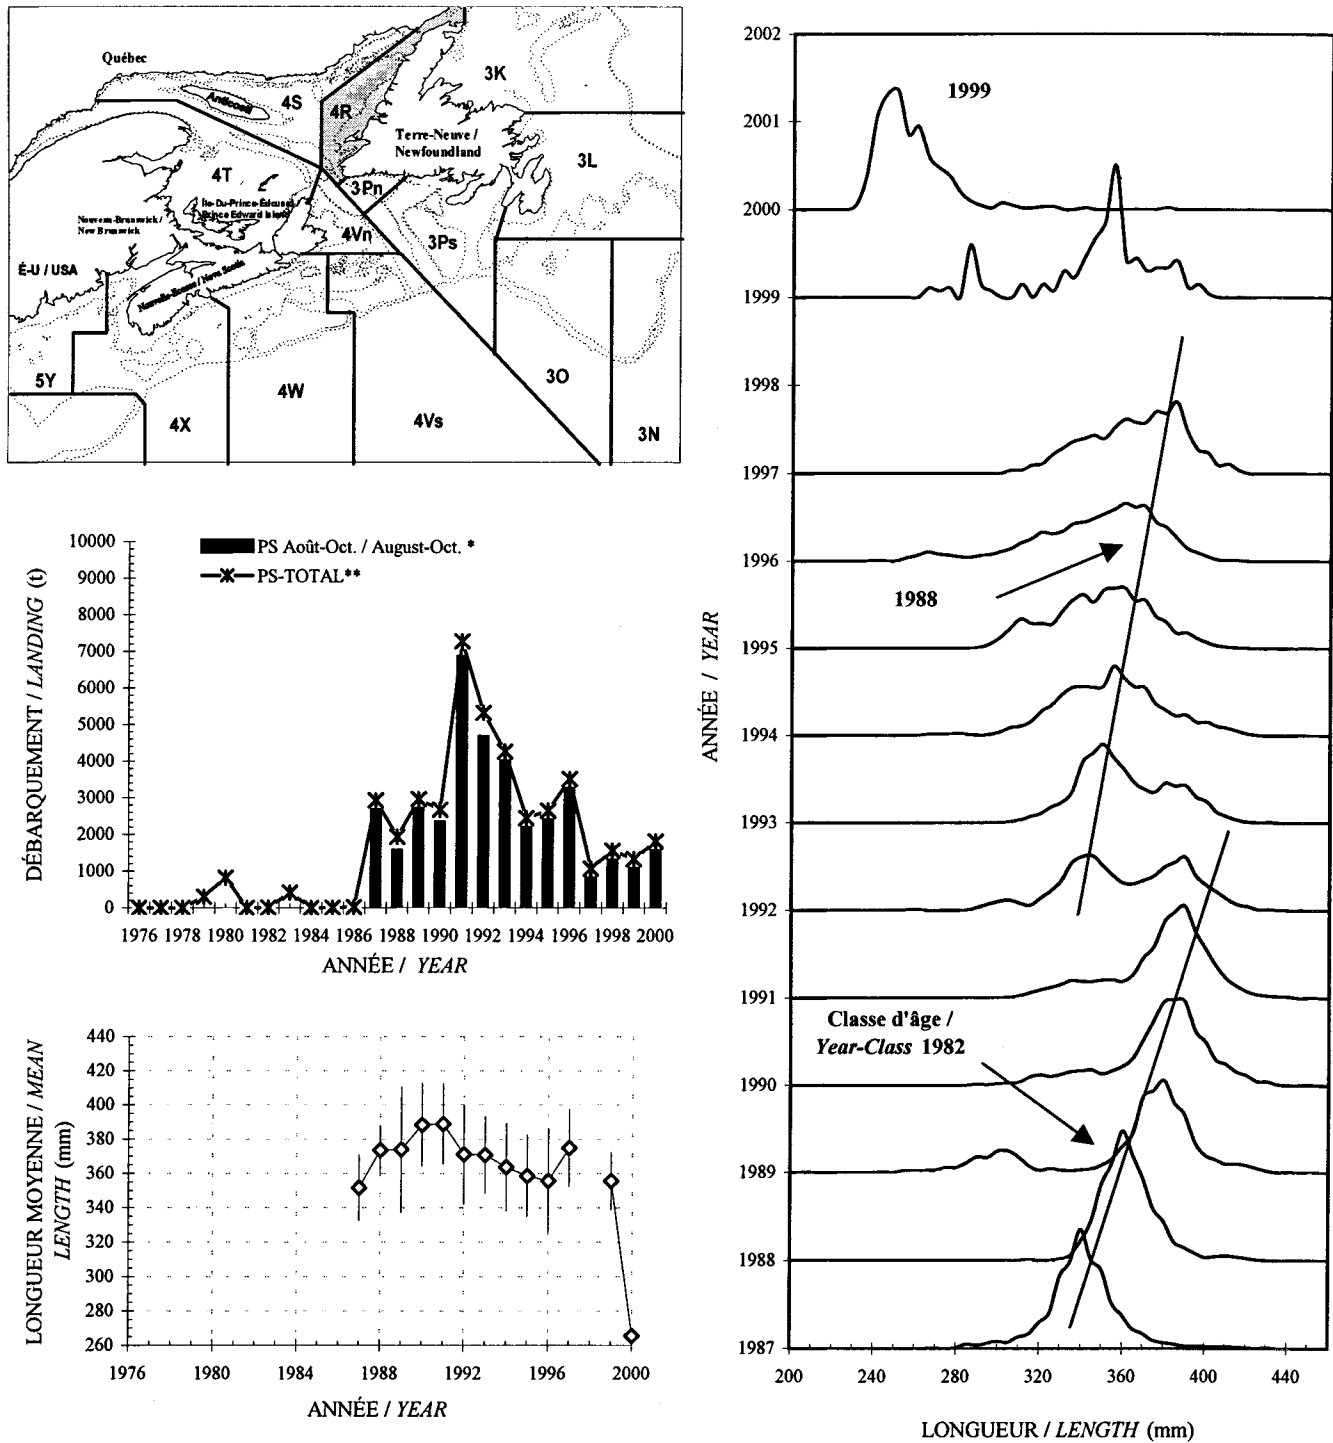 Québec
Anticosti
4S
4R
3K
Terre-Neuve /
Newfoundland
3L
4T
3Pn
Île-Du-Prince-Édouard /
Prince Edward Island
Nouveau-Brunswick /
New Brunswick
4Vn
3Ps
É-U / USA
Nouvelle-Écosse / Nova Scotia
5Y
4X
4W
4Vs
3O
3N
PS Août-Oct. / August-Oct. *
PS-TOTAL**
DÉBARQUEMENT / LANDING (t)
10000
9000
8000
7000
6000
5000
4000
3000
2000
1000
0
1976 1978 1980 1982 1984 1986 1988 1990 1992 1994 1996 1998 2000
ANNÉE / YEAR
LONGUEUR MOYENNE / MEAN
LENGTH (mm)
440
420
400
380
360
340
320
300
280
260
1976 1980 1984 1988 1992 1996 2000
ANNÉE / YEAR
ANNÉE / YEAR
2002
2001
2000
1999
1998
1997
1996
1995
1994
1993
1992
1991
1990
1989
1988
1987
1999
1988
Classe d'âge /
Year-Class 1982
200 240 280 320 360 400 440
LONGUEUR / LENGTH (mm)